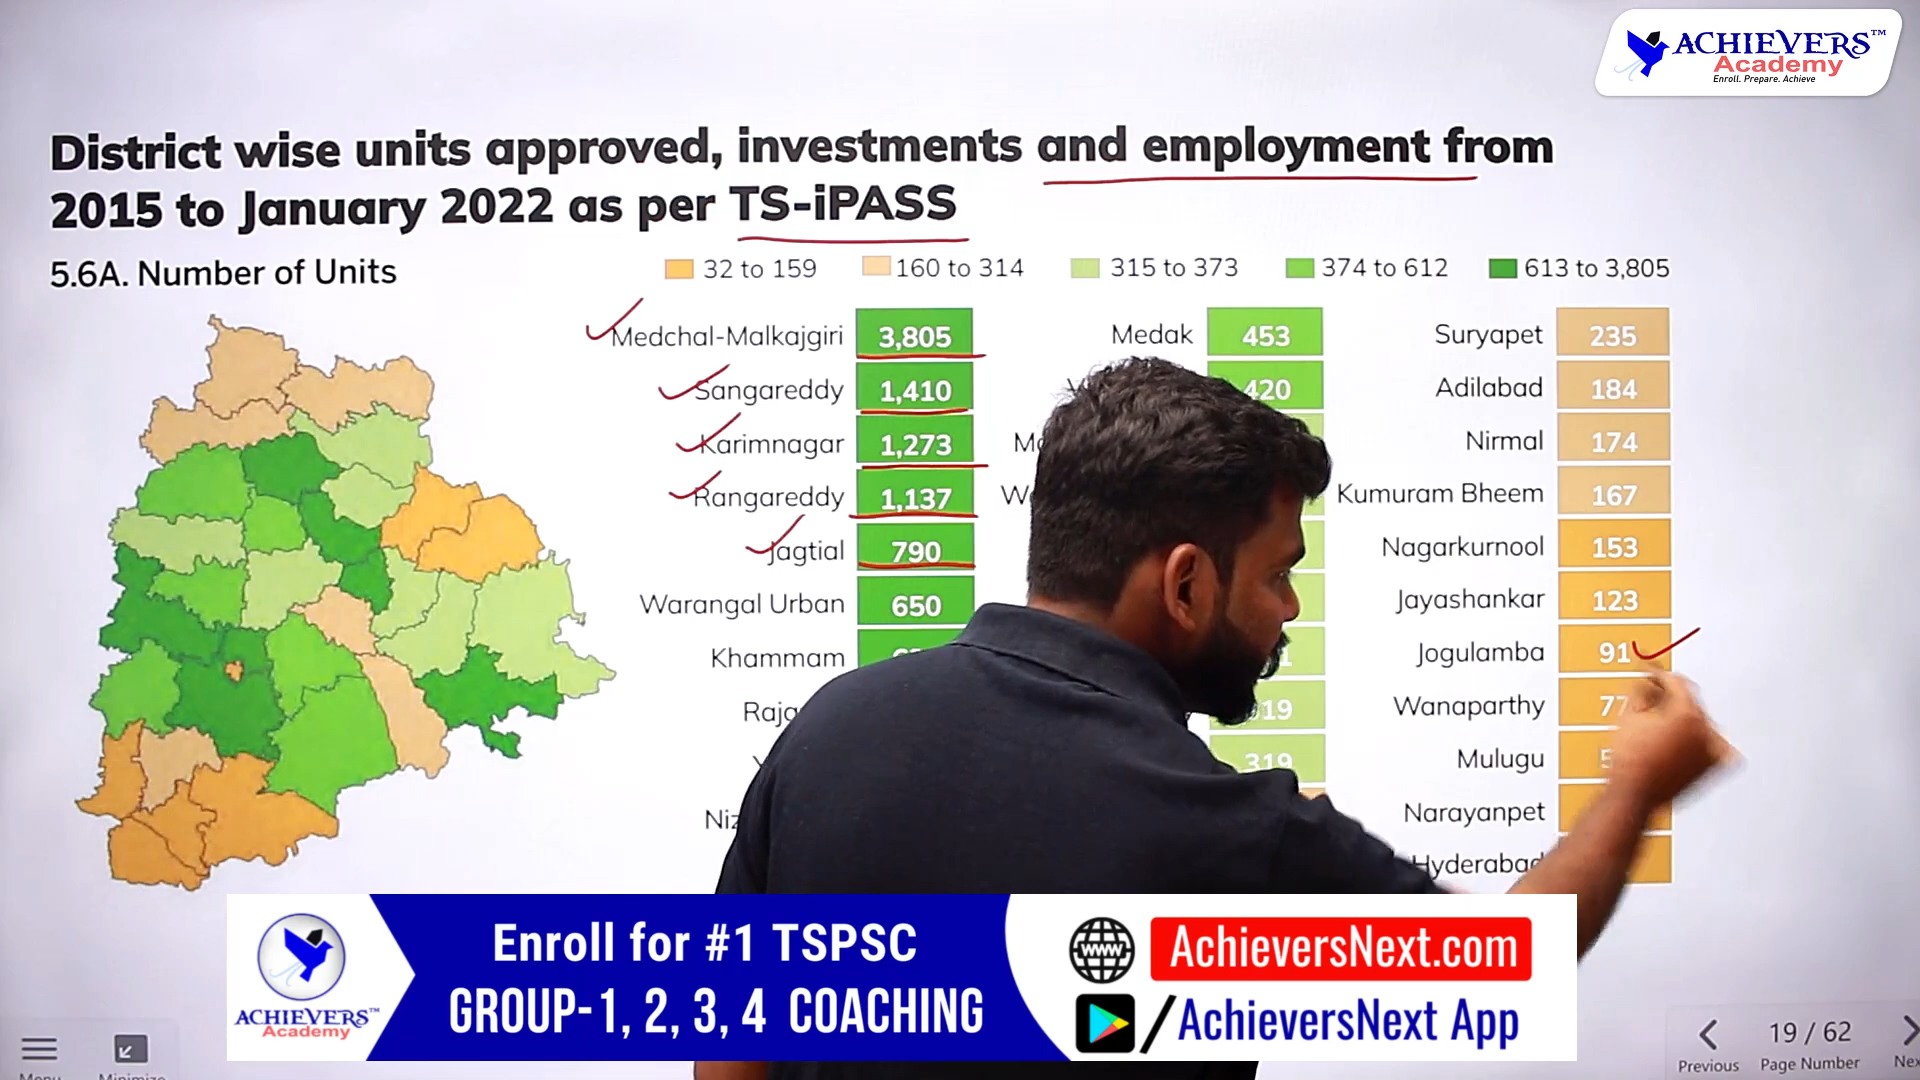 ACHIEVERS™
Academy
Enroll. Prepare. Achieve
District wise units approved, investments and employment from
2015 to January 2022 as per TS-iPASS
5.6A. Number of Units
32 to 159
160 to 314
315 to 373
374 to 612
613 to 3,805
Medchal-Malkajgiri 3,805
Sangareddy 1,410
Karimnagar 1,273
Rangareddy 1,137
Jagtial 790
Warangal Urban 650
Khammam
Medak 453
420
319
Suryapet 235
Adilabad 184
Nirmal 174
Kumuram Bheem 167
Nagarkurnool 153
Jayashankar 123
Jogulamba 91
Wanaparthy 77
Mulugu
Narayanpet
Hyderabad
ACHIEVERS™
Academy
Enroll for #1 TSPSC
GROUP-1, 2, 3, 4 COACHING
www
AchieversNext.com
/AchieversNext App
Menu
Minimize
Previous
19 / 62
Page Number